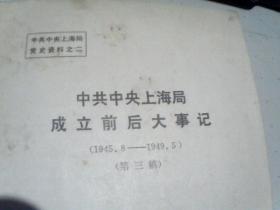 中共中央上海局
党史资料之二
中共中央上海局
成立前后大事记
(1945.8——1949.5)
(第三稿)